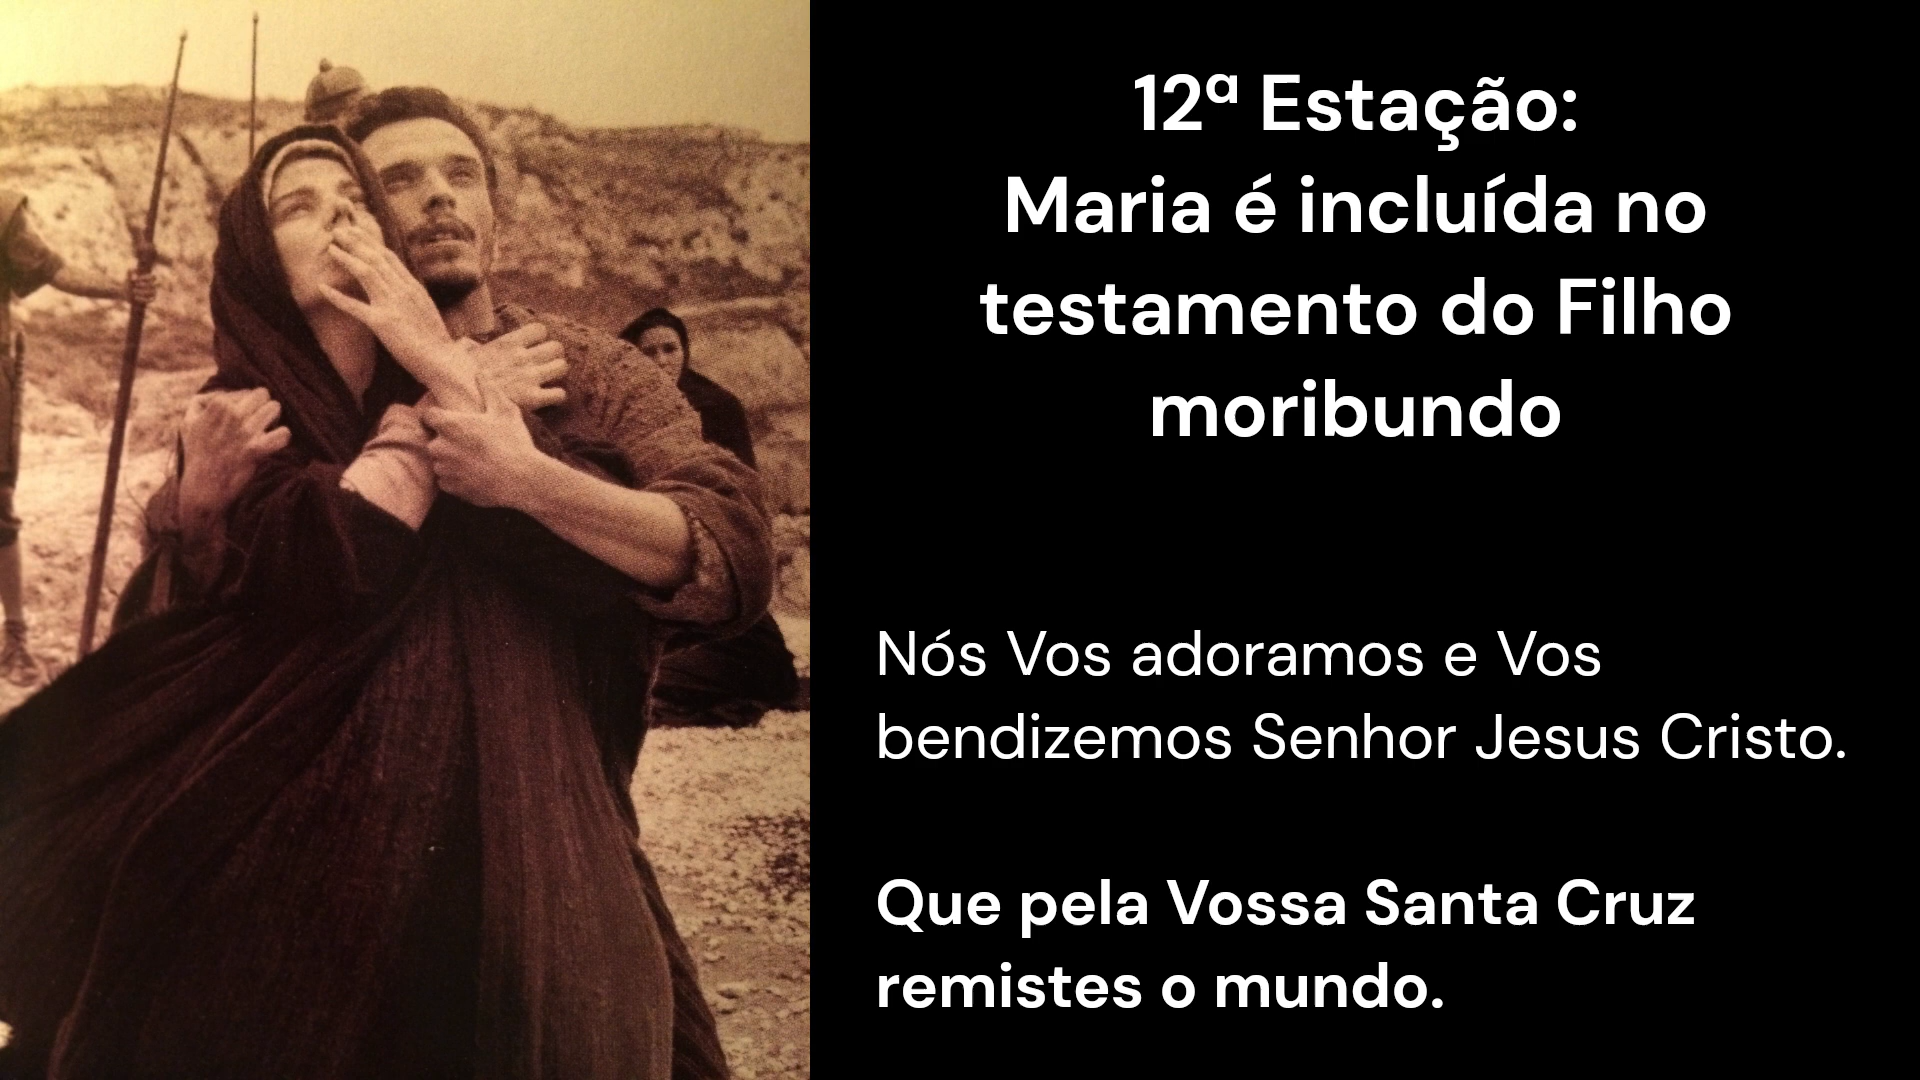 12ª Estação:
Maria é incluída no
testamento do Filho
moribundo
Nós Vos adoramos e Vos
bendizemos Senhor Jesus Cristo.
Que pela Vossa Santa Cruz
remistes o mundo.